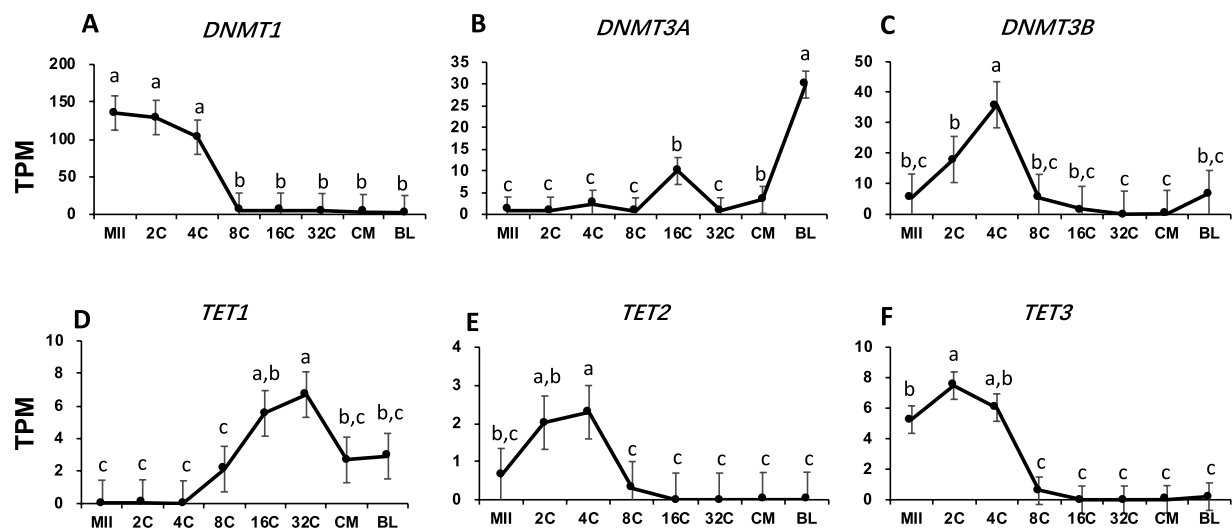 A
DNMT1
TPM
200
150
100
50
0
a
a
a
b
b
b
b
b
MII 2C 4C 8C 16C 32C CM BL
B
DNMT3A
35
30
25
20
15
10
5
0
c
c
c
c
b
c
b
a
MII 2C 4C 8C 16C 32C CM BL
C
DNMT3B
50
40
30
20
10
0
b,c
b
a
b,c
b,c
c
c
b,c
MII 2C 4C 8C 16C 32C CM BL
D
TET1
TPM
10
8
6
4
2
0
c
c
c
c
a,b
a
b,c
b,c
MII 2C 4C 8C 16C 32C CM BL
E
TET2
4
3
2
1
0
b,c
a,b
a
c
c
c
c
c
MII 2C 4C 8C 16C 32C CM BL
F
TET3
10
8
6
4
2
0
b
a
a,b
c
c
c
c
c
MII 2C 4C 8C 16C 32C CM BL